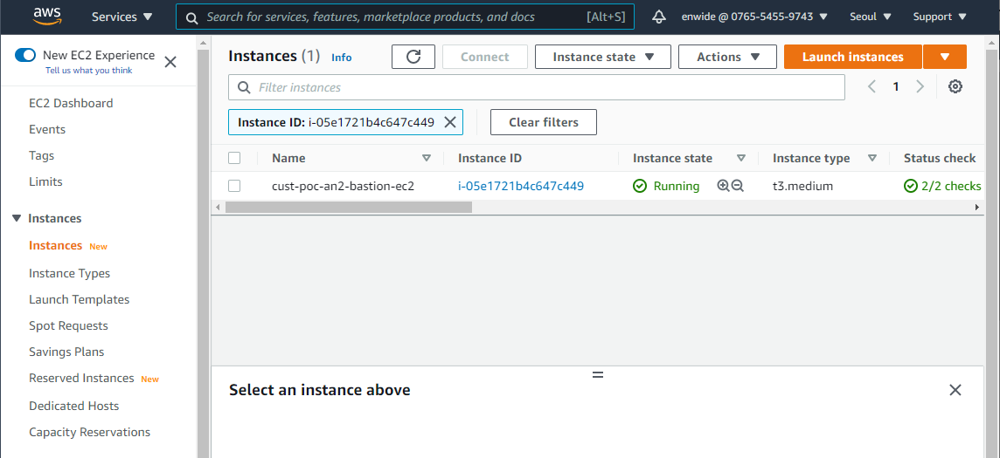 aws Services Search for services, features, marketplace products, and docs [Alt+S] enwide @ 0765-5455-9743 Seoul Support
New EC2 Experience
Tell us what you think
EC2 Dashboard
Events
Tags
Limits
Instances
Instances New
Instance Types
Launch Templates
Spot Requests
Savings Plans
Reserved Instances New
Dedicated Hosts
Capacity Reservations
Instances (1) Info Connect Instance state Actions Launch instances
Filter instances 1
Instance ID: i-05e1721b4c647c449 Clear filters
Name Instance ID Instance state Instance type Status check
cust-poc-an2-bastion-ec2 i-05e1721b4c647c449 Running t3.medium 2/2 checks
Select an instance above